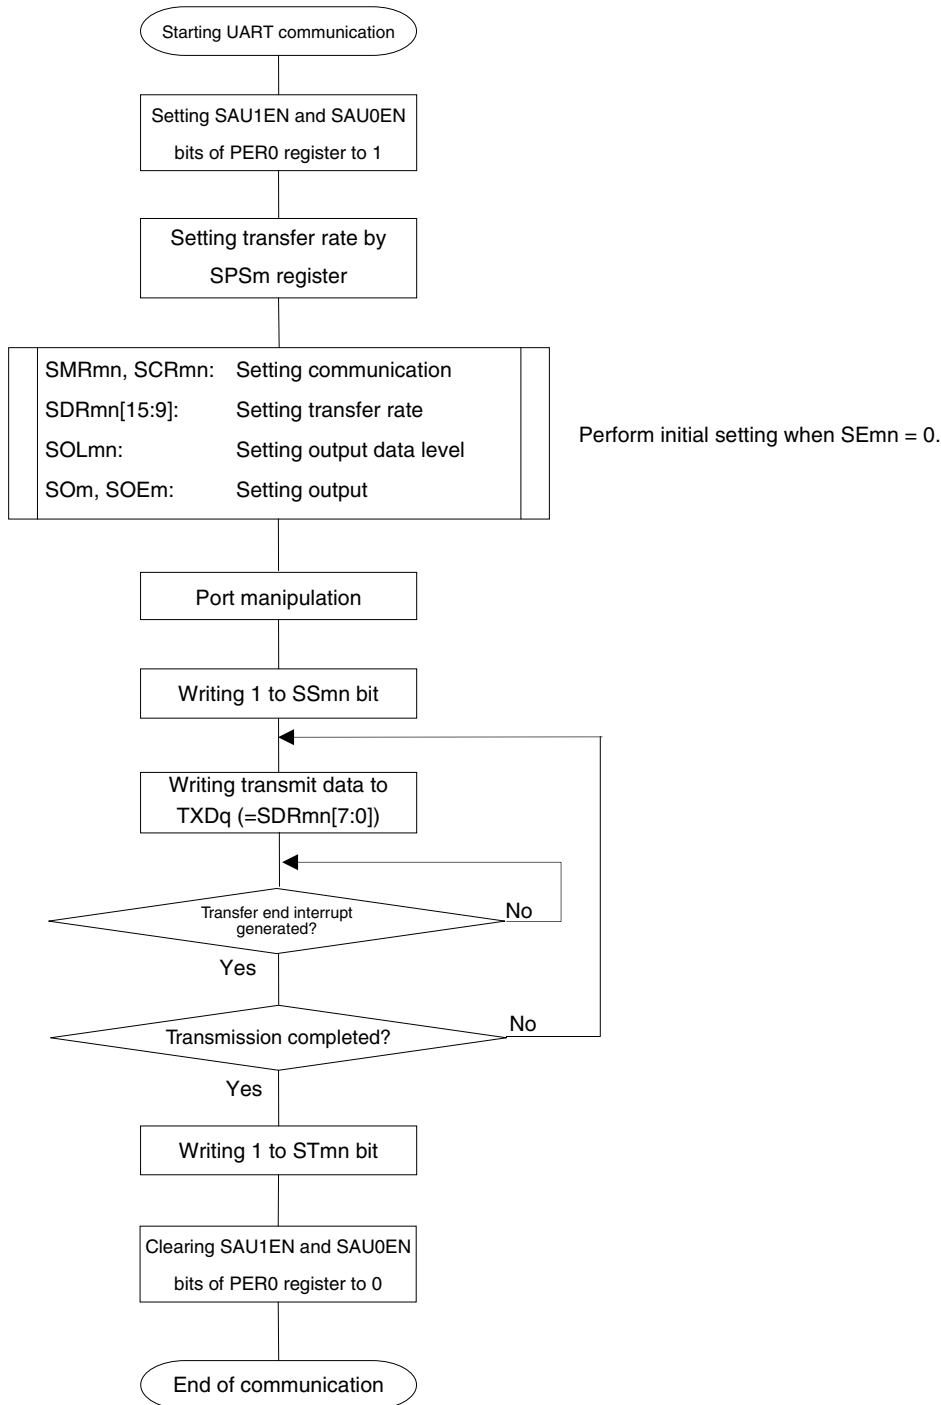 Starting UART communication
Setting SAU1EN and SAU0EN
bits of PER0 register to 1
Setting transfer rate by
SPSm register
SMRmn, SCRmn: Setting communication
SDRmn[15:9]: Setting transfer rate
SOLmn: Setting output data level
SOm, SOEm: Setting output
Perform initial setting when SEmn = 0.
Port manipulation
Writing 1 to SSmn bit
Writing transmit data to
TXDq (=SDRmn[7:0])
Transfer end interrupt
generated?
No
Yes
Transmission completed?
No
Yes
Writing 1 to STmn bit
Clearing SAU1EN and SAU0EN
bits of PER0 register to 0
End of communication